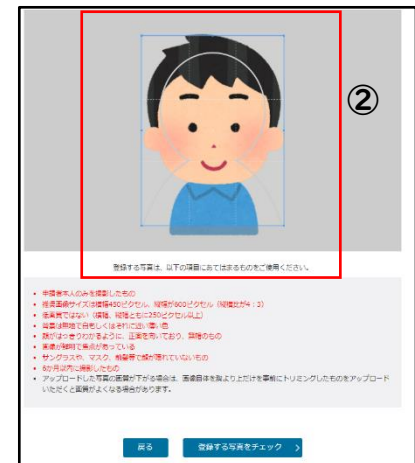 ②
登録する写真は、以下の項目にあてはまるものをご使用ください。
• 申請者本人のみを撮影したもの
• 推奨画像サイズは横幅450ピクセル、縦幅が600ピクセル（縦横比が4：3）
• 低画質ではない（横幅、縦幅ともに250ピクセル以上）
• 背景は無地で白もしくはそれに近い薄い色
• 顔がはっきりわかるように、正面を向いており、無帽のもの
• 画像が鮮明で焦点があっている
• サングラスや、マスク、前髪等で顔が隠れていないもの
• 6か月以内に撮影したもの
• アップロードした写真の画質が下がる場合は、画像自体を胸より上だけを事前にトリミングしたものをアップロード
いただくと画質がよくなる場合があります。
戻る
登録する写真をチェック ＞